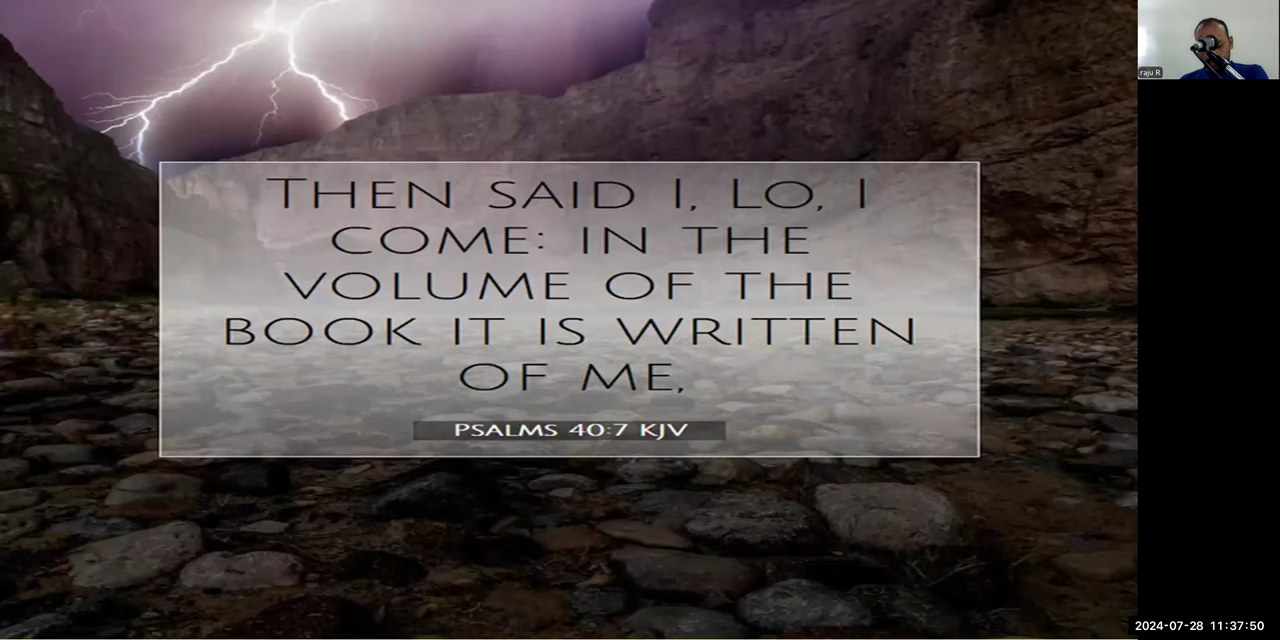 THEN SAID I, LO, I
COME: IN THE
VOLUME OF THE
BOOK IT IS WRITTEN
OF ME,
PSALMS 40:7 KJV
raju R
2024-07-28 11:37:50